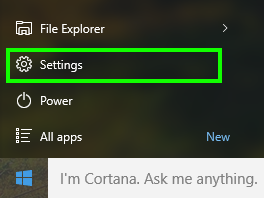 File Explorer
Settings
Power
All apps New
I'm Cortana. Ask me anything.